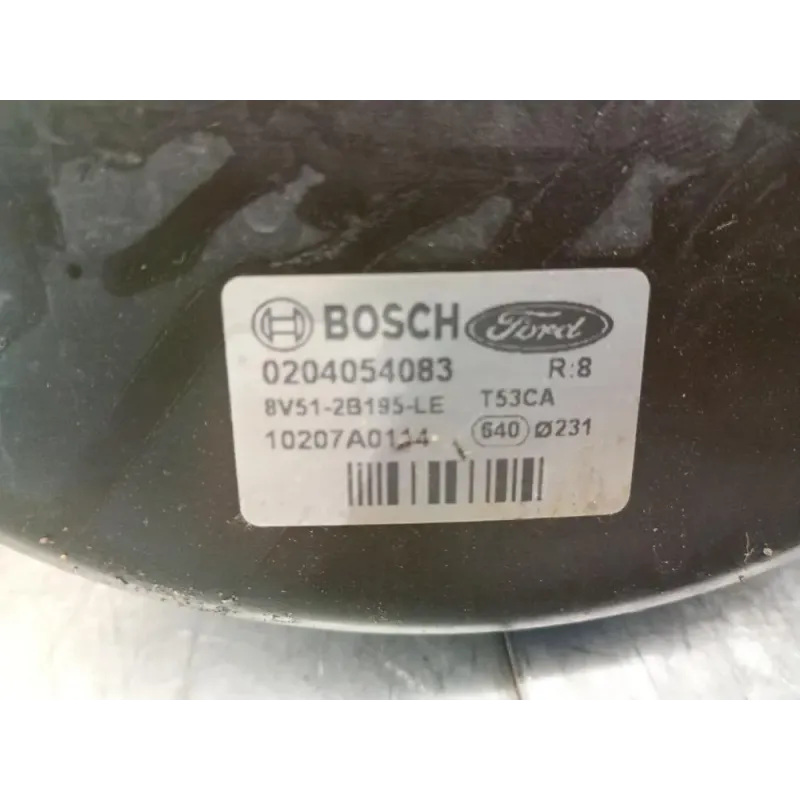 BOSCH Ford
0204054083 R:8
8V51-2B195-LE T53CA
10207A0114 640 Ø231